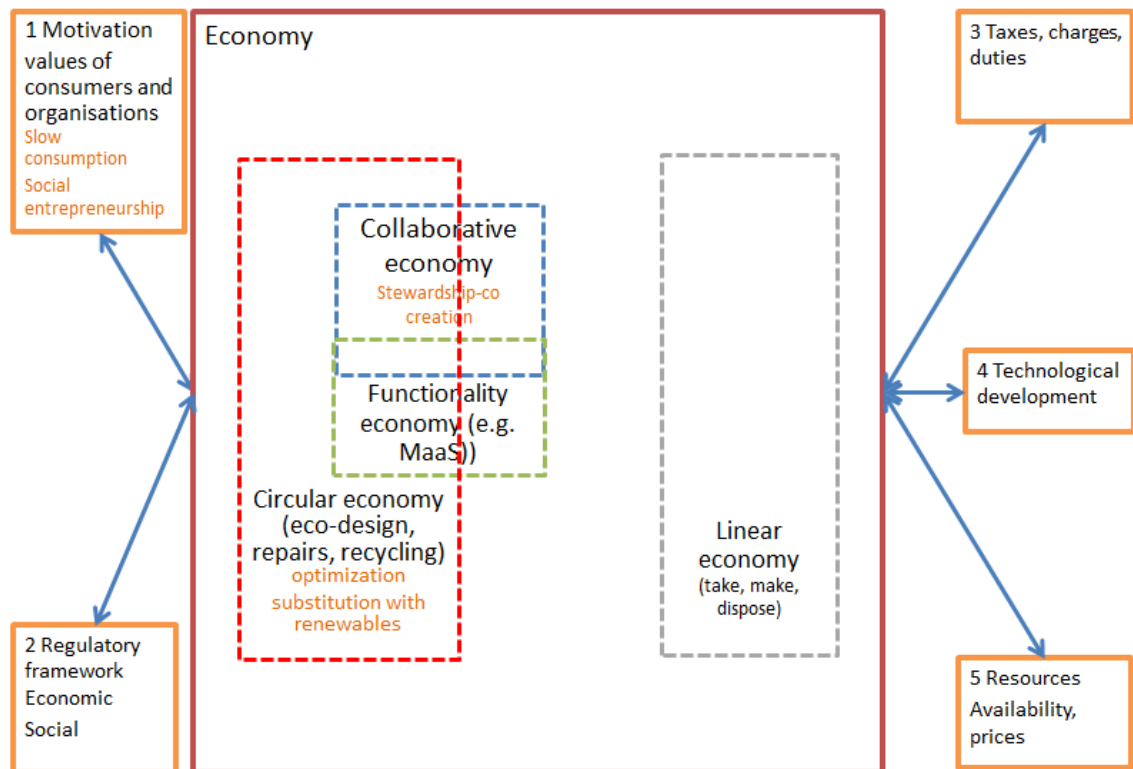 1 Motivation
values of
consumers and
organisations
Slow
consumption
Social
entrepreneurship
Economy
3 Taxes, charges,
duties
Collaborative
economy
Stewardship-co
creation
Functionality
economy (e.g.
MaaS))
4 Technological
development
Circular economy
(eco-design,
repairs, recycling)
optimization
substitution with
renewables
Linear
economy
(take, make,
dispose)
2 Regulatory
framework
Economic
Social
5 Resources
Availability,
prices